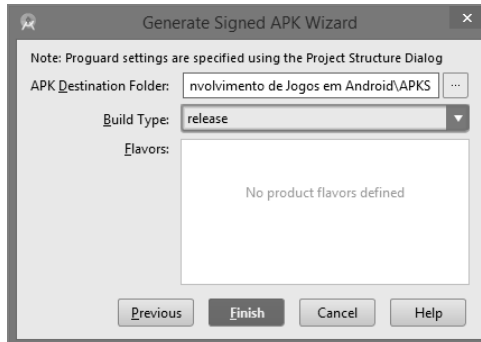 Generate Signed APK Wizard
Note: Proguard settings are specified using the Project Structure Dialog
APK Destination Folder: nvolvimento de Jogos em Android\APKS ...
Build Type: release
Flavors:
No product flavors defined
Previous Finish Cancel Help